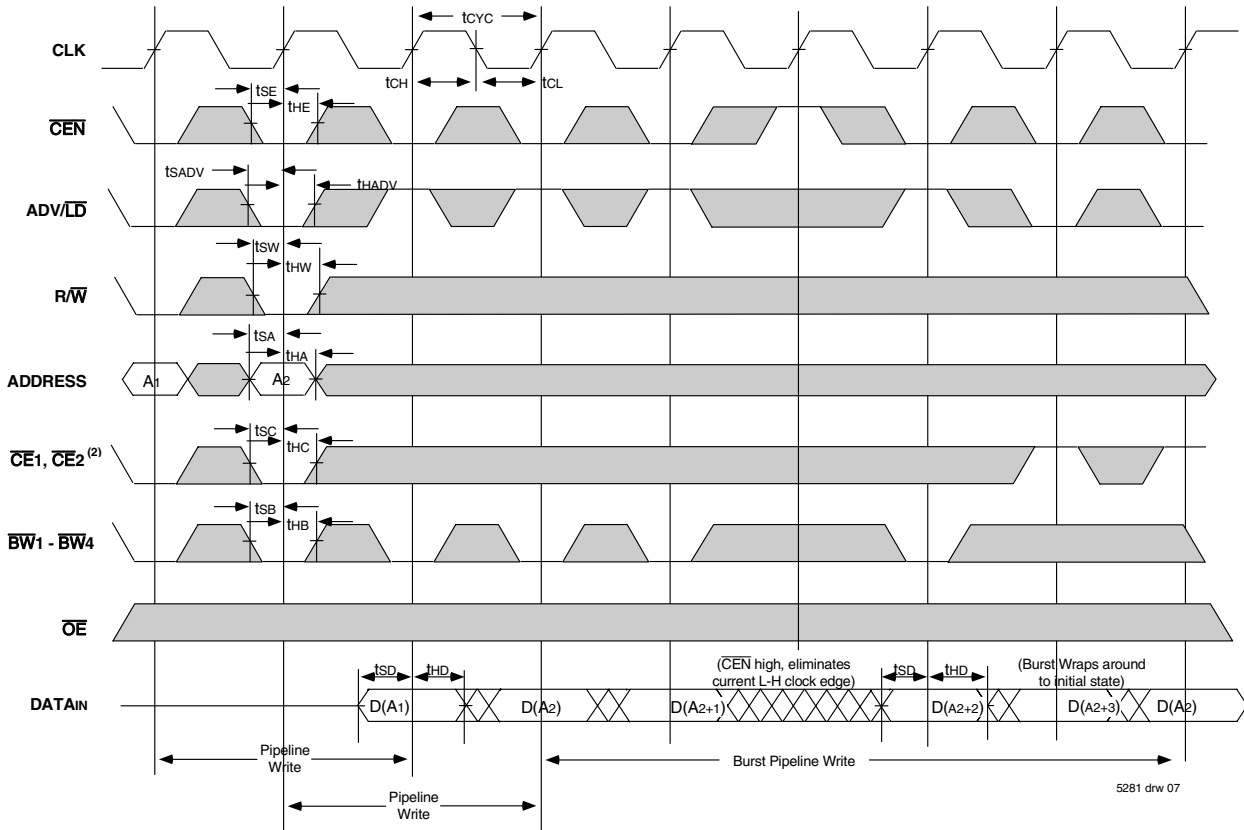 tCYC
CLK
tCH
tCL
tSE
tHE
CEN
tSADV
tHADV
ADV/LD
tSW
tHW
R/W
tSA
tHA
ADDRESS
A1
A2
tSC
tHC
CE1, CE2 (2)
tSB
tHB
BW1 - BW4
OE
tSD
tHD
(CEN high, eliminates
current L-H clock edge)
tSD
tHD
(Burst Wraps around
to initial state)
DATAIN
D(A1)
D(A2)
D(A2+1)
D(A2+2)
D(A2+3)
D(A2)
Pipeline
Write
Burst Pipeline Write
Pipeline
Write
5281 drw 07